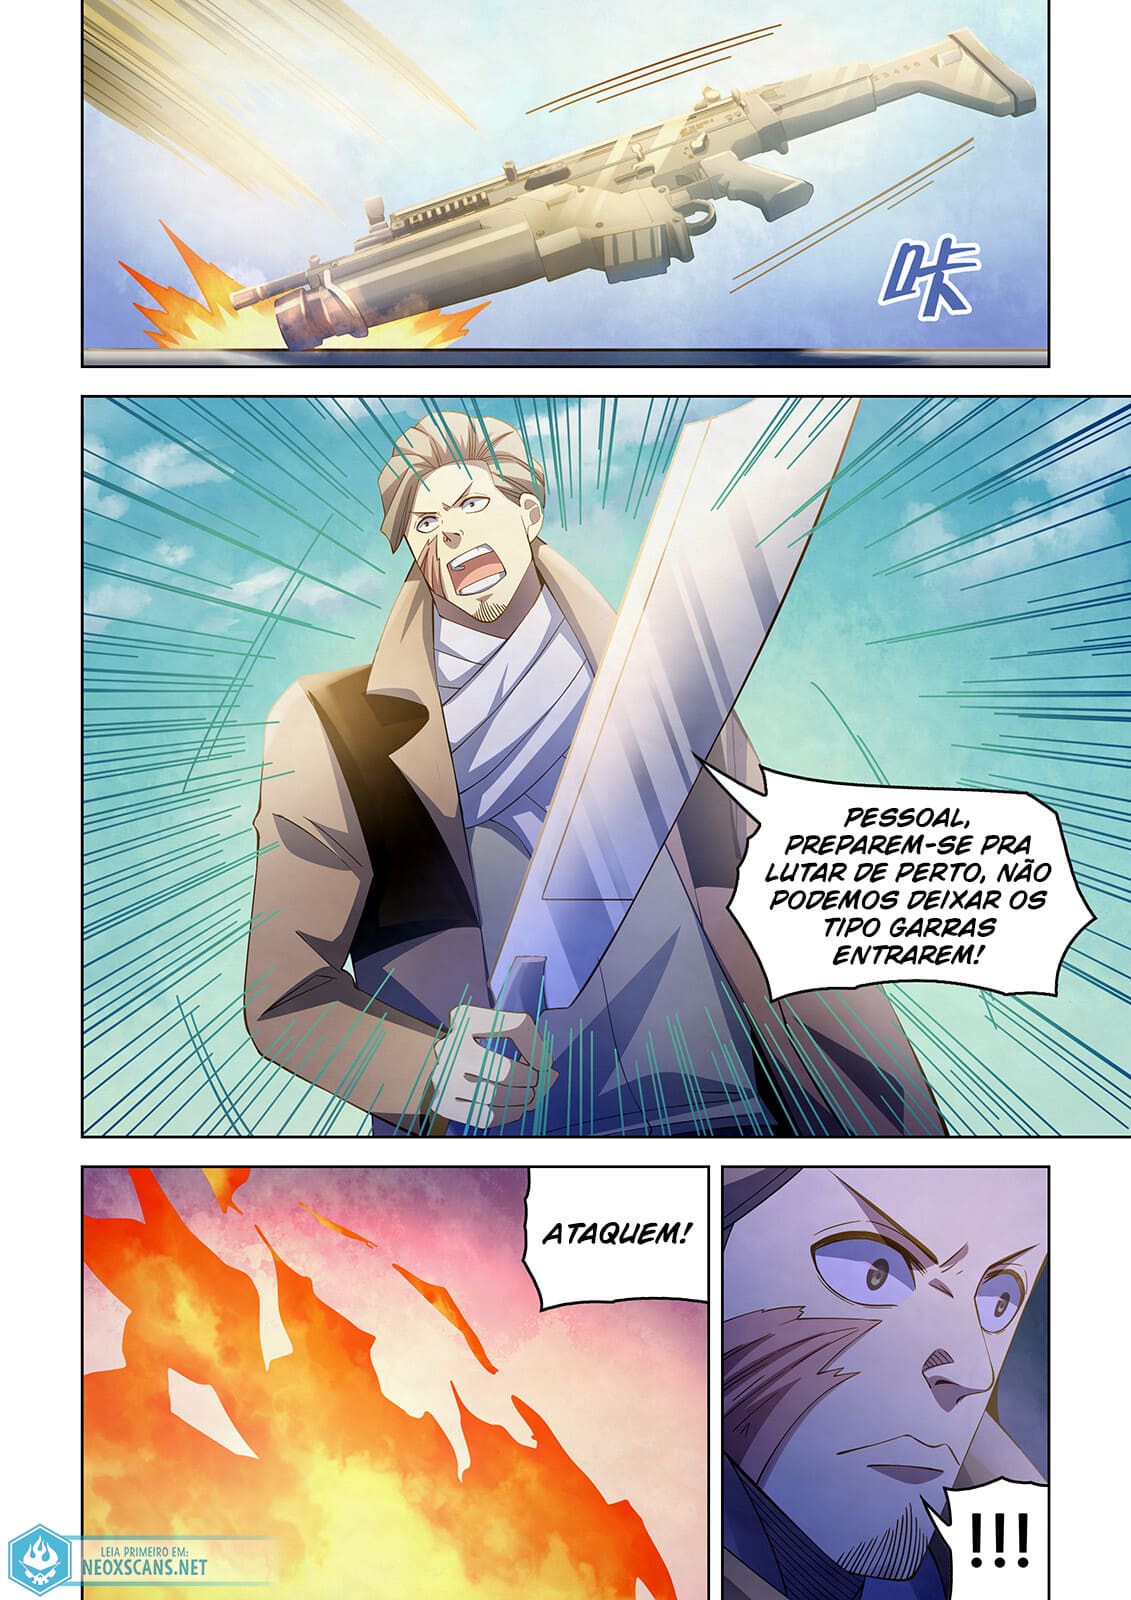 咔
PESSOAL,
PREPAREM-SE PRA
LUTAR DE PERTO, NÃO
PODEMOS DEIXAR OS
TIPO GARRAS
ENTRAREM!
ATAQUEM!
!!!
LEIA PRIMEIRO EM:
NEOXSCANS.NET